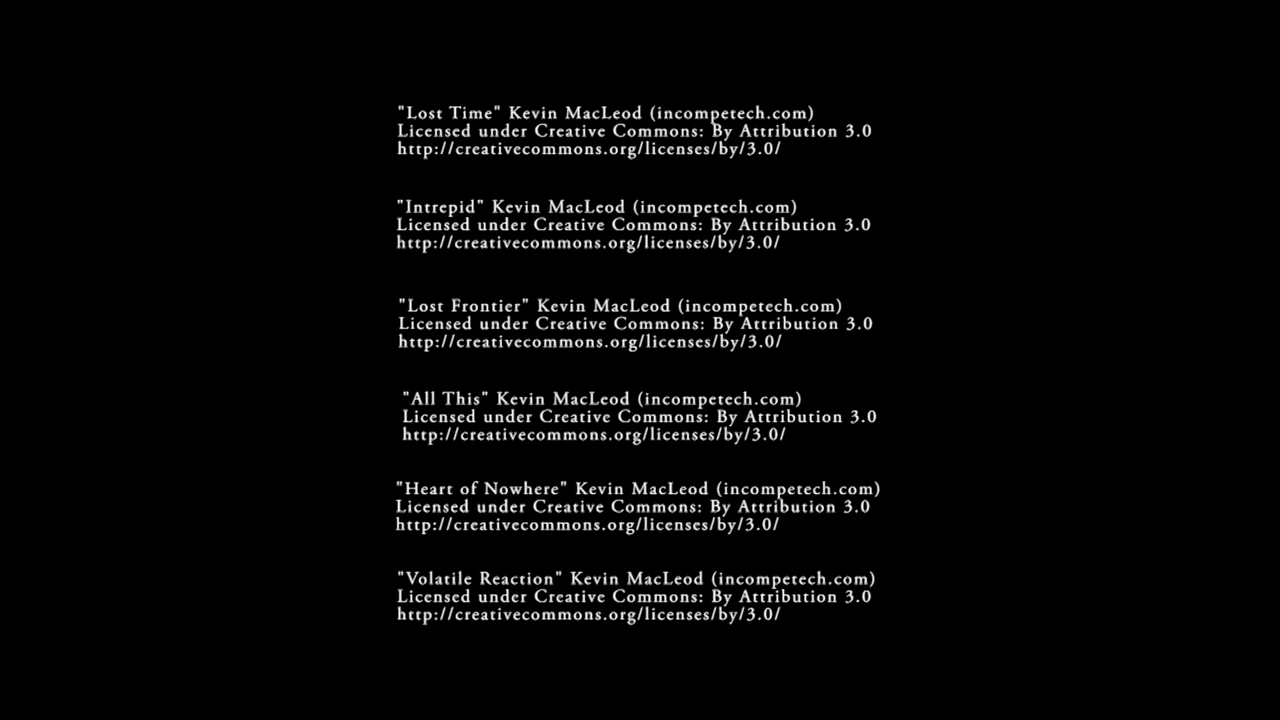 "Lost Time" Kevin MacLeod (incompetech.com)
Licensed under Creative Commons: By Attribution 3.0
http://creativecommons.org/licenses/by/3.0/
"Intrepid" Kevin MacLeod (incompetech.com)
Licensed under Creative Commons: By Attribution 3.0
http://creativecommons.org/licenses/by/3.0/
"Lost Frontier" Kevin MacLeod (incompetech.com)
Licensed under Creative Commons: By Attribution 3.0
http://creativecommons.org/licenses/by/3.0/
"All This" Kevin MacLeod (incompetech.com)
Licensed under Creative Commons: By Attribution 3.0
http://creativecommons.org/licenses/by/3.0/
"Heart of Nowhere" Kevin MacLeod (incompetech.com)
Licensed under Creative Commons: By Attribution 3.0
http://creativecommons.org/licenses/by/3.0/
"Volatile Reaction" Kevin MacLeod (incompetech.com)
Licensed under Creative Commons: By Attribution 3.0
http://creativecommons.org/licenses/by/3.0/